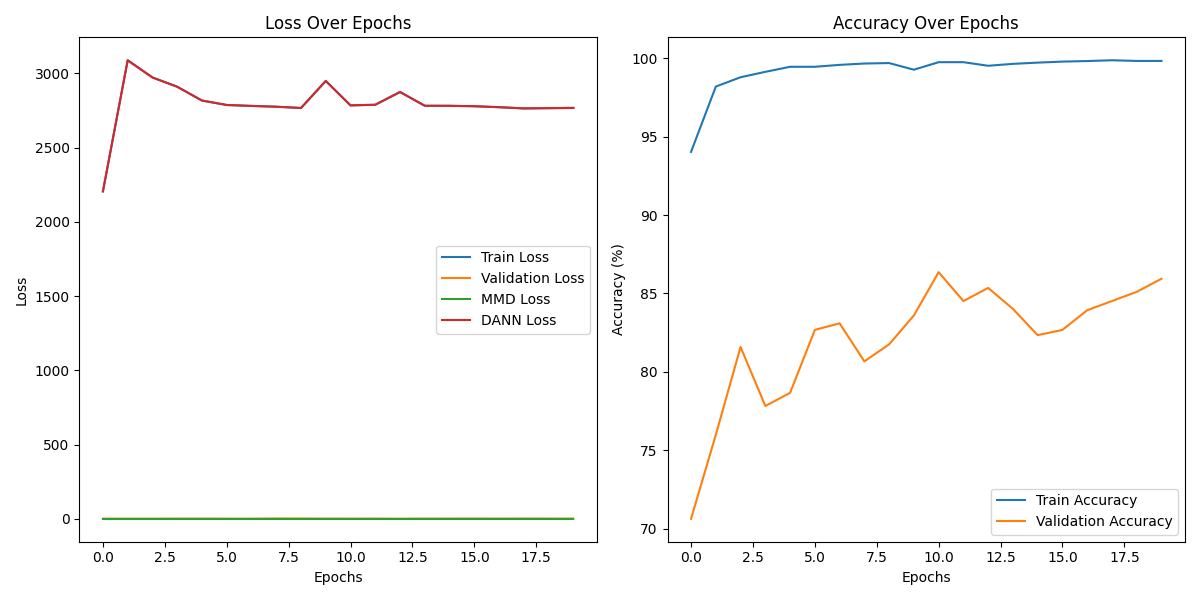 Loss Over Epochs
Loss
3000
2500
2000
1500
1000
500
0
0.0 2.5 5.0 7.5 10.0 12.5 15.0 17.5
Epochs
Train Loss
Validation Loss
MMD Loss
DANN Loss
Accuracy Over Epochs
Accuracy (%)
100
95
90
85
80
75
70
0.0 2.5 5.0 7.5 10.0 12.5 15.0 17.5
Epochs
Train Accuracy
Validation Accuracy